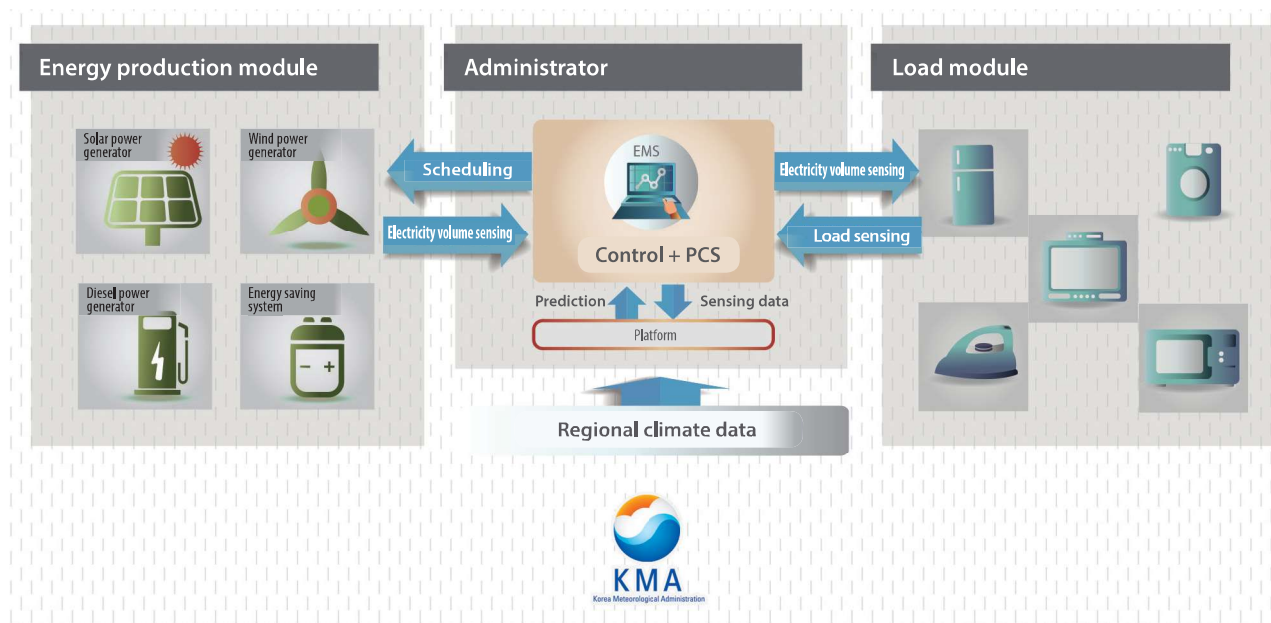 Energy production module
Administrator
Load module
Solar power
generator
Wind power
generator
Diesel power
generator
Energy saving
system
Scheduling
Electricity volume sensing
EMS
Control + PCS
Prediction
Sensing data
Platform
Electricity volume sensing
Load sensing
Regional climate data
KMA
Korea Meteorological Administration